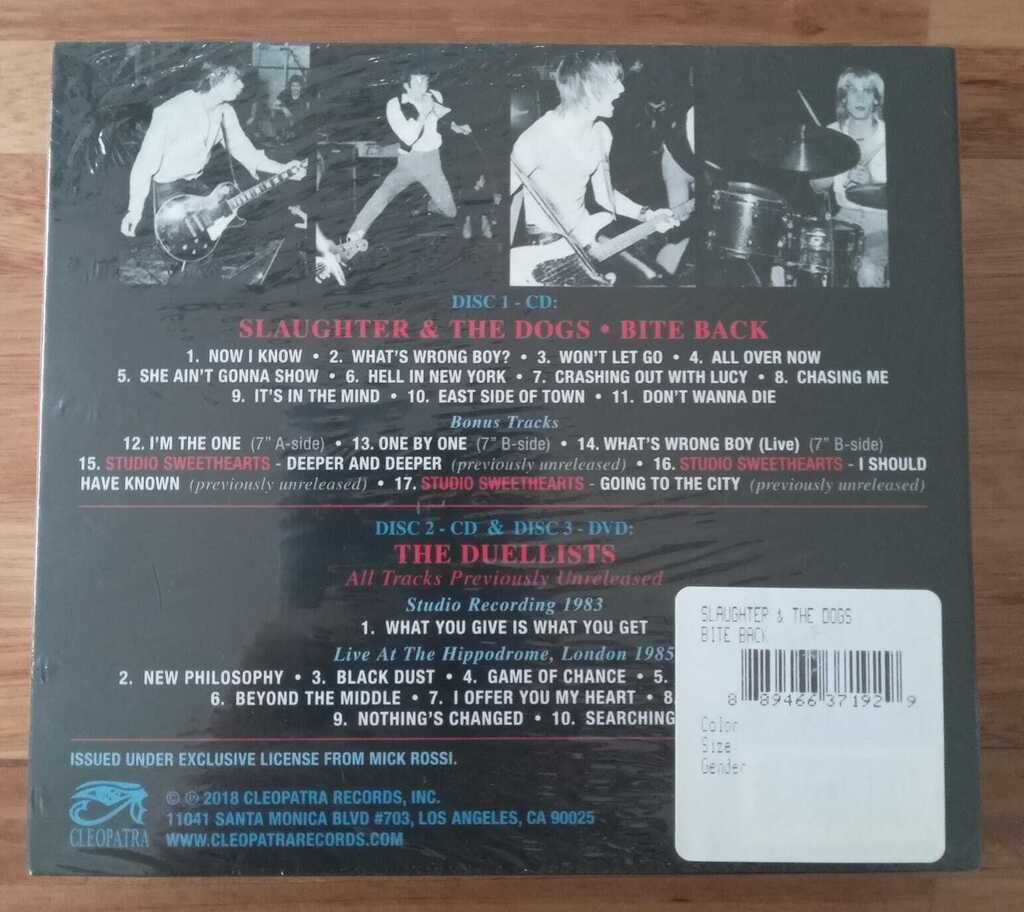 DISC 1 - CD:
SLAUGHTER & THE DOGS • BITE BACK
1. NOW I KNOW • 2. WHAT'S WRONG BOY? • 3. WON'T LET GO • 4. ALL OVER NOW
5. SHE AIN'T GONNA SHOW • 6. HELL IN NEW YORK • 7. CRASHING OUT WITH LUCY • 8. CHASING ME
9. IT'S IN THE MIND • 10. EAST SIDE OF TOWN • 11. DON'T WANNA DIE
Bonus Tracks
12. I'M THE ONE (7" A-side) • 13. ONE BY ONE (7" B-side) • 14. WHAT'S WRONG BOY (Live) (7" B-side)
15. STUDIO SWEETHEARTS - DEEPER AND DEEPER (previously unreleased) • 16. STUDIO SWEETHEARTS - I SHOULD
HAVE KNOWN (previously unreleased) • 17. STUDIO SWEETHEARTS - GOING TO THE CITY (previously unreleased)
DISC 2 - CD & DISC 3 - DVD:
THE DUELLISTS
All Tracks Previously Unreleased
Studio Recording 1983
1. WHAT YOU GIVE IS WHAT YOU GET
Live At The Hippodrome, London 1985
2. NEW PHILOSOPHY • 3. BLACK DUST • 4. GAME OF CHANCE • 5.
6. BEYOND THE MIDDLE • 7. I OFFER YOU MY HEART • 8
9. NOTHING'S CHANGED • 10. SEARCHING
SLAUGHTER & THE DOGS
BITE BACK
8 89466 37192 9
Color
Size
Gender
ISSUED UNDER EXCLUSIVE LICENSE FROM MICK ROSSI.
CLEOPATRA
© ℗ 2018 CLEOPATRA RECORDS, INC.
11041 SANTA MONICA BLVD #703, LOS ANGELES, CA 90025
WWW.CLEOPATRARECORDS.COM